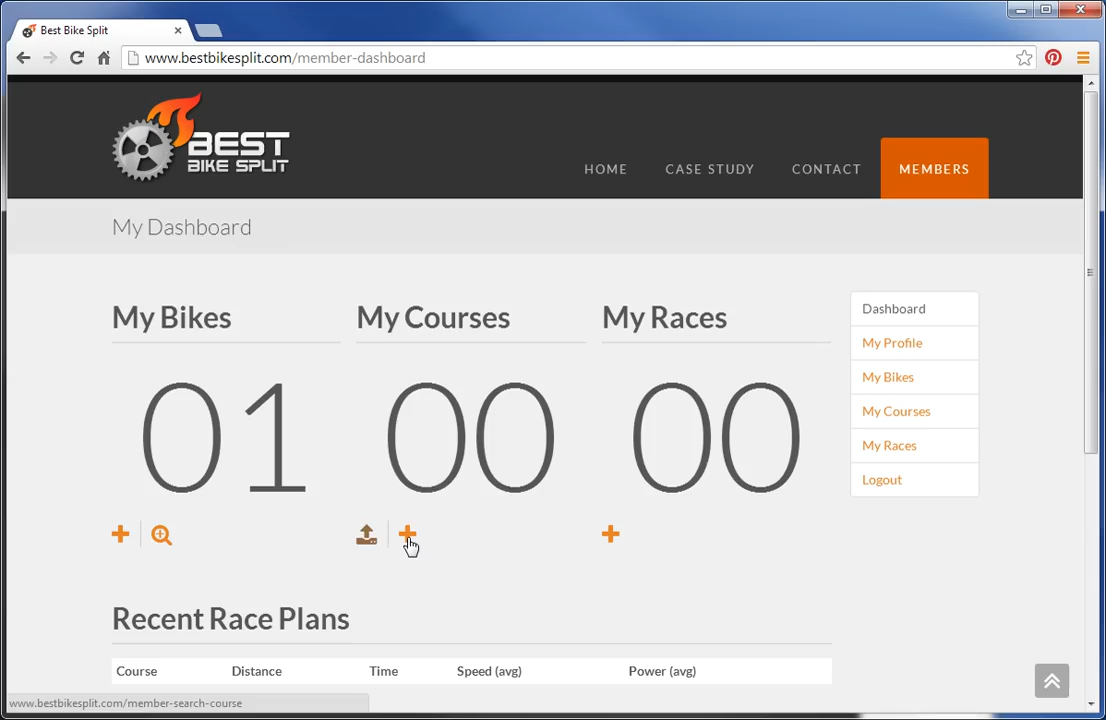 Best Bike Split
www.bestbikesplit.com/member-dashboard
BEST
BIKE SPLIT
HOME
CASE STUDY
CONTACT
MEMBERS
My Dashboard
My Bikes
My Courses
My Races
01
00
00
Dashboard
My Profile
My Bikes
My Courses
My Races
Logout
Recent Race Plans
Course Distance Time Speed (avg) Power (avg)
www.bestbikesplit.com/member-search-course